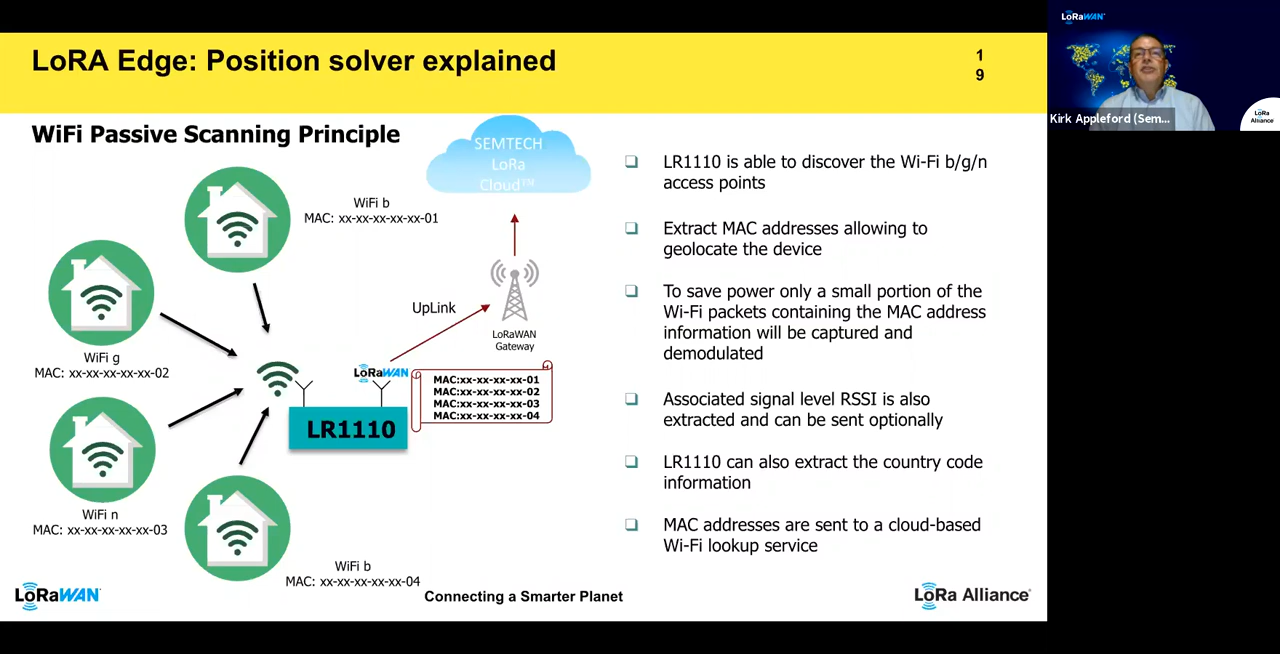 LoRA Edge: Position solver explained
1
9
WiFi Passive Scanning Principle
SEMTECH
LoRa
Cloud™
WiFi b
MAC: xx-xx-xx-xx-xx-01
WiFi g
MAC: xx-xx-xx-xx-xx-02
WiFi n
MAC: xx-xx-xx-xx-xx-03
WiFi b
MAC: xx-xx-xx-xx-xx-04
UpLink
LoRaWAN
Gateway
LoRaWAN
LR1110
MAC:xx-xx-xx-xx-01
MAC:xx-xx-xx-xx-02
MAC:xx-xx-xx-xx-03
MAC:xx-xx-xx-xx-04
LR1110 is able to discover the Wi-Fi b/g/n
access points
Extract MAC addresses allowing to
geolocate the device
To save power only a small portion of the
Wi-Fi packets containing the MAC address
information will be captured and
demodulated
Associated signal level RSSI is also
extracted and can be sent optionally
LR1110 can also extract the country code
information
MAC addresses are sent to a cloud-based
Wi-Fi lookup service
LoRaWAN
Connecting a Smarter Planet
LoRa Alliance
LoRaWAN
Kirk Appleford (Sem...
LoRa
Alliance